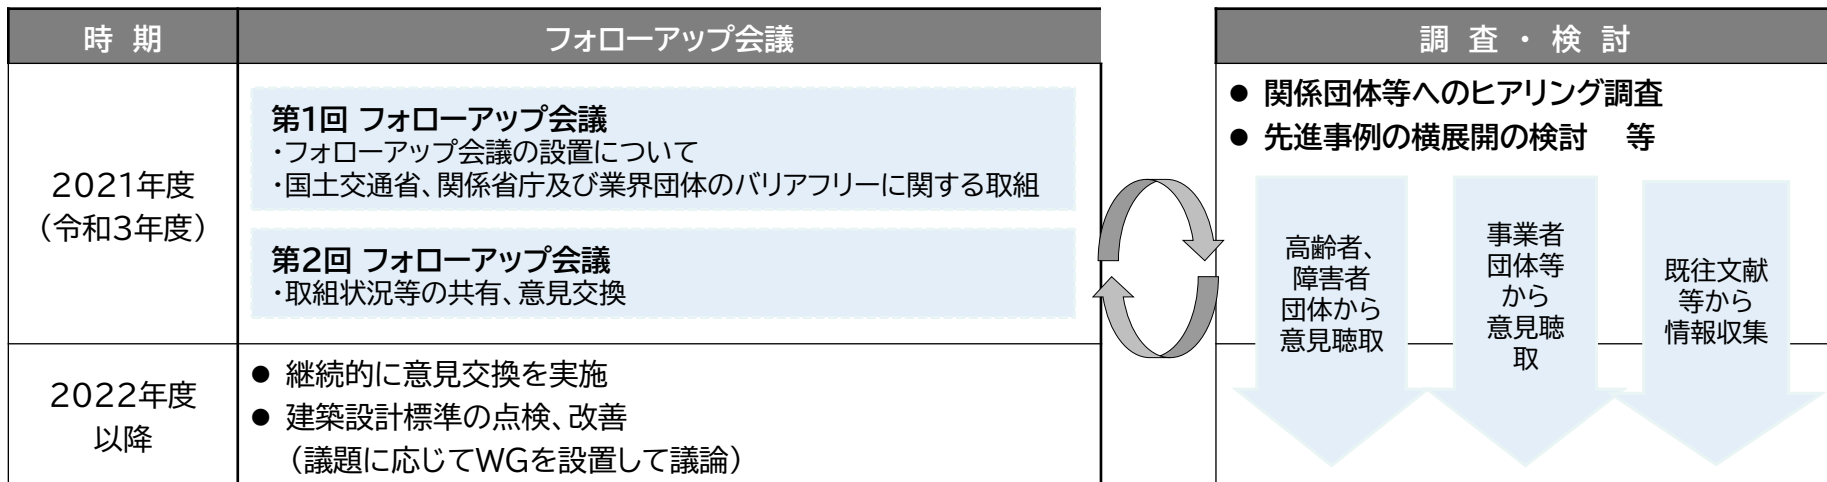 時 期
フォローアップ会議
調 査 ・ 検 討
2021年度
（令和3年度）
第1回 フォローアップ会議
・フォローアップ会議の設置について
・国土交通省、関係省庁及び業界団体のバリアフリーに関する取組
第2回 フォローアップ会議
・取組状況等の共有、意見交換
● 関係団体等へのヒアリング調査
● 先進事例の横展開の検討　等
高齢者、
障害者
団体から
意見聴取
事業者
団体等
から
意見聴
取
既往文献
等から
情報収集
2022年度
以降
● 継続的に意見交換を実施
● 建築設計標準の点検、改善
（議題に応じてWGを設置して議論）